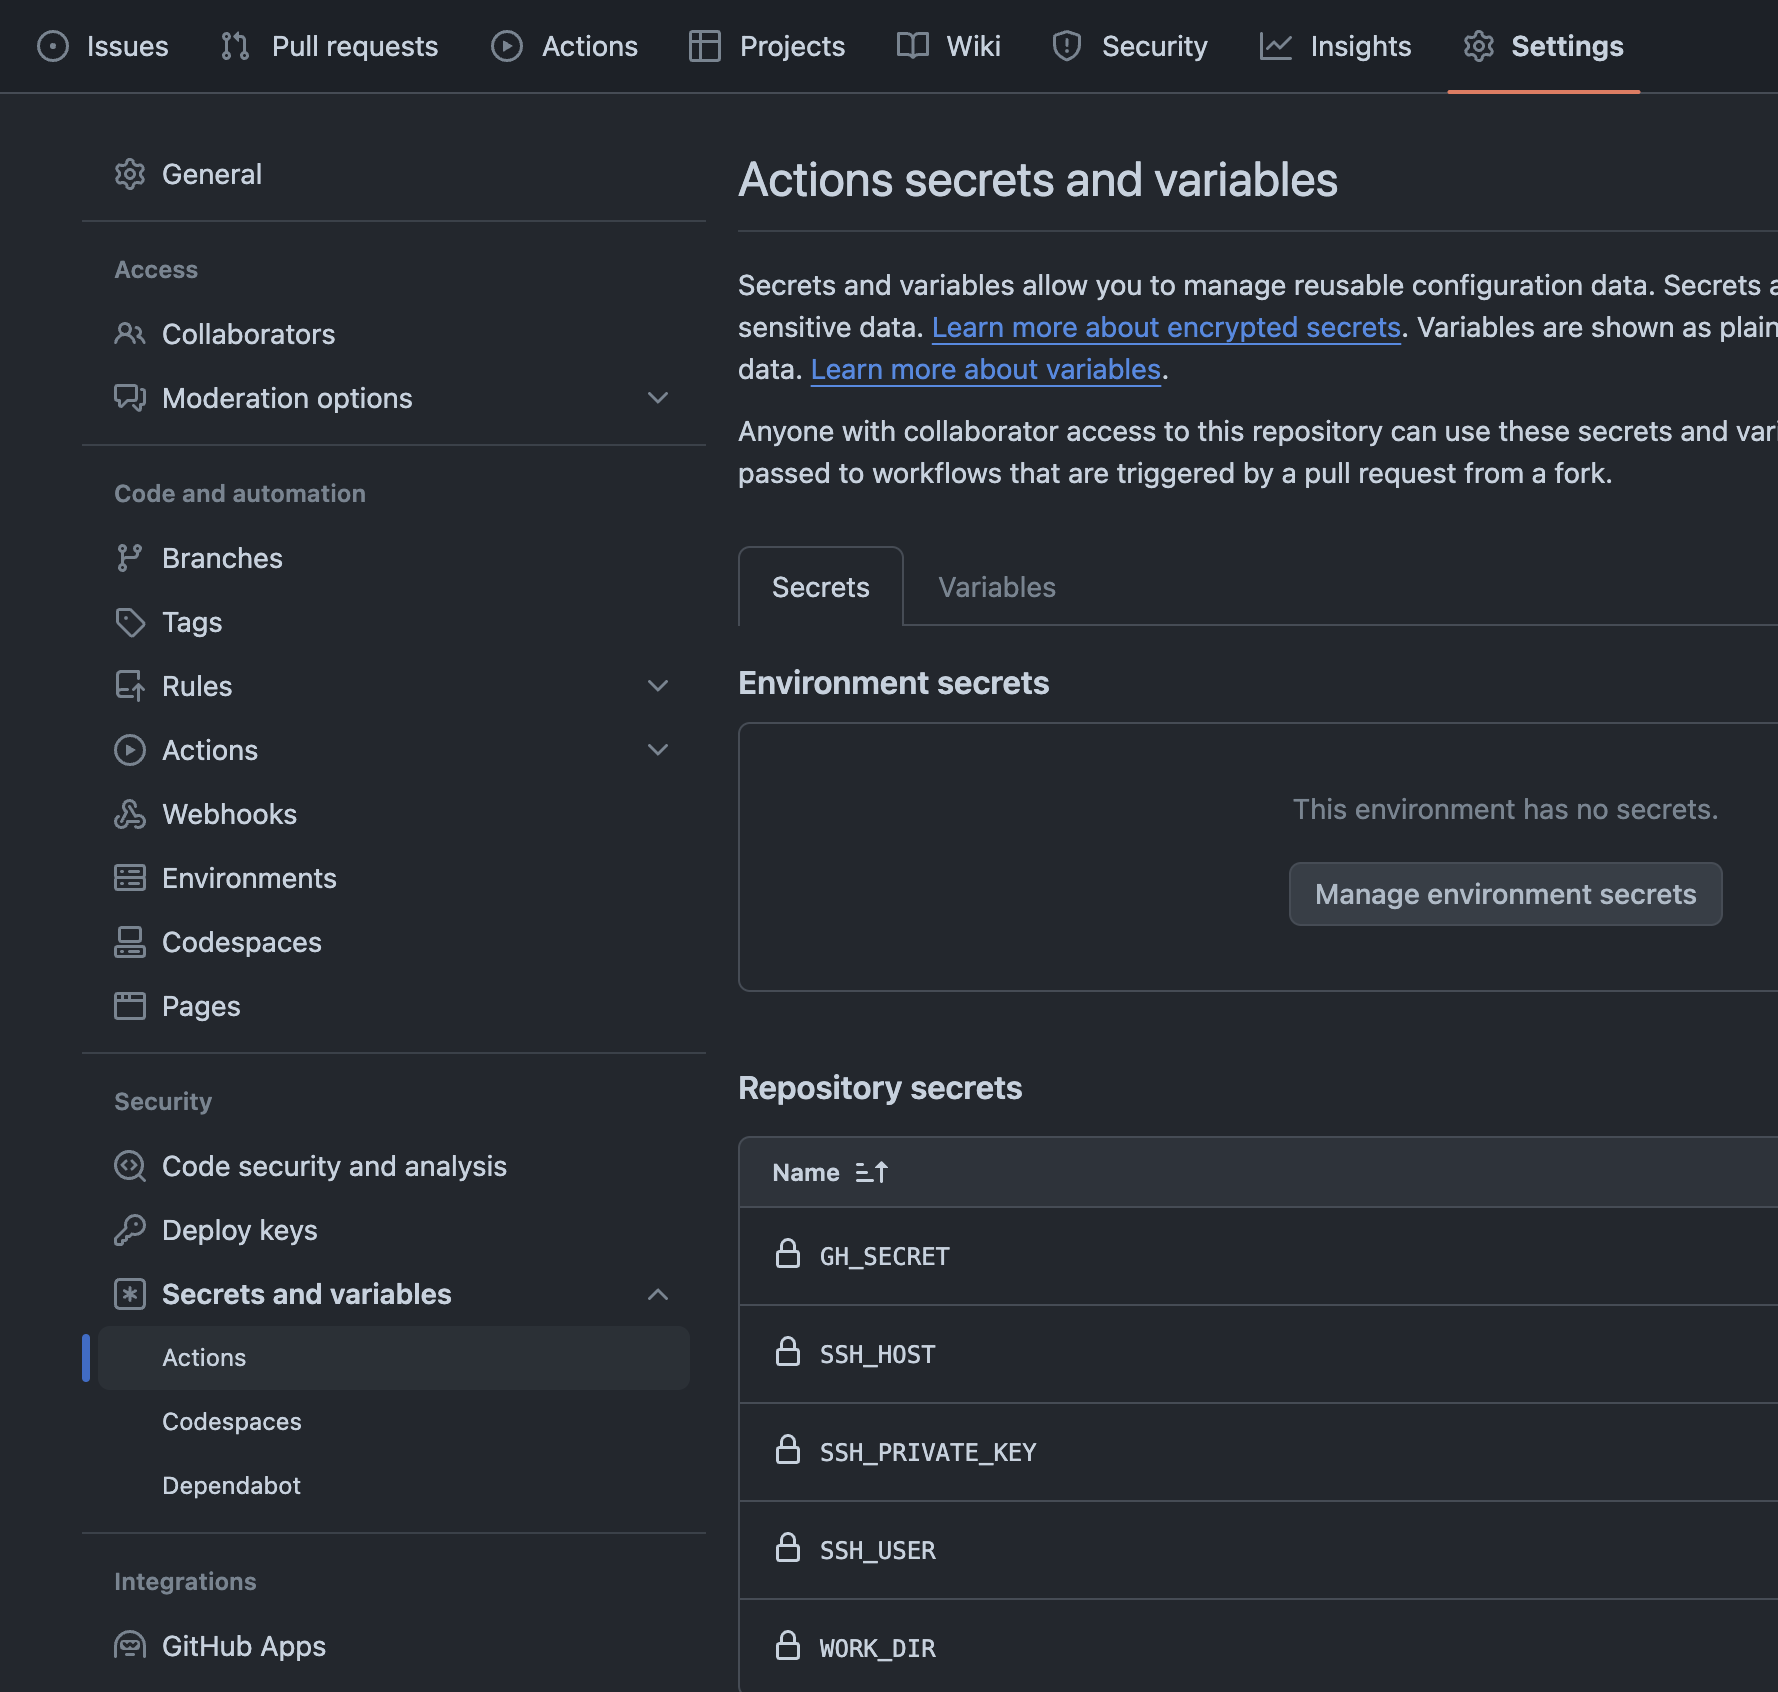 Issues
Pull requests
Actions
Projects
Wiki
Security
Insights
Settings
General
Access
Collaborators
Moderation options
Code and automation
Branches
Tags
Rules
Actions
Webhooks
Environments
Codespaces
Pages
Security
Code security and analysis
Deploy keys
Secrets and variables
Actions
Codespaces
Dependabot
Integrations
GitHub Apps
Actions secrets and variables
Secrets and variables allow you to manage reusable configuration data. Secrets
sensitive data. Learn more about encrypted secrets. Variables are shown as plain
data. Learn more about variables.
Anyone with collaborator access to this repository can use these secrets and vari
passed to workflows that are triggered by a pull request from a fork.
Secrets
Variables
Environment secrets
This environment has no secrets.
Manage environment secrets
Repository secrets
Name
GH_SECRET
SSH_HOST
SSH_PRIVATE_KEY
SSH_USER
WORK_DIR